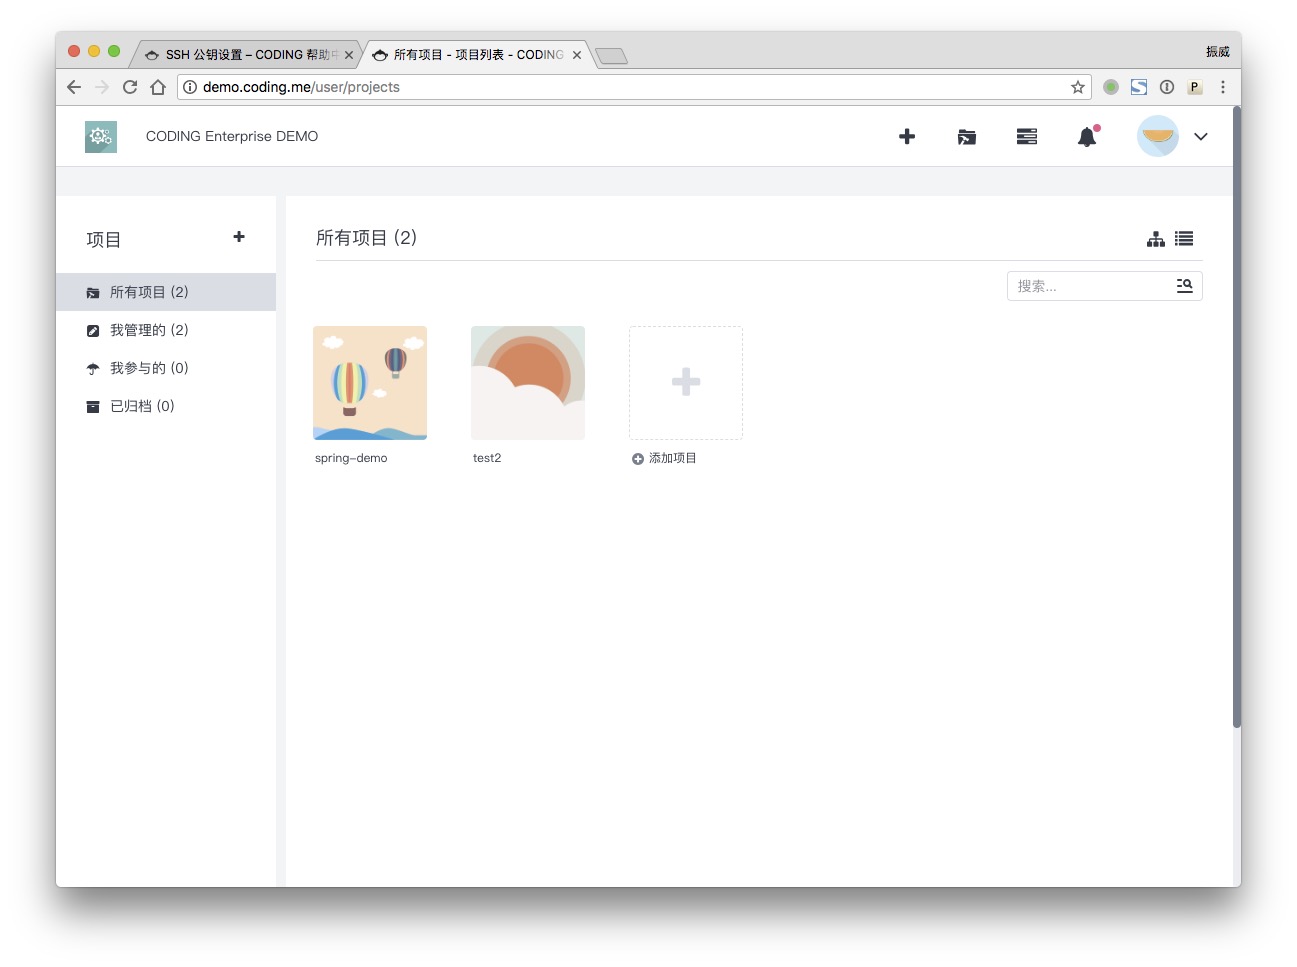 SSH 公钥设置 – CODING 帮助中
所有项目 - 项目列表 - CODING
振威
demo.coding.me/user/projects
P
CODING Enterprise DEMO
项目
所有项目 (2)
我管理的 (2)
我参与的 (0)
已归档 (0)
所有项目 (2)
搜索...
spring-demo
test2
添加项目